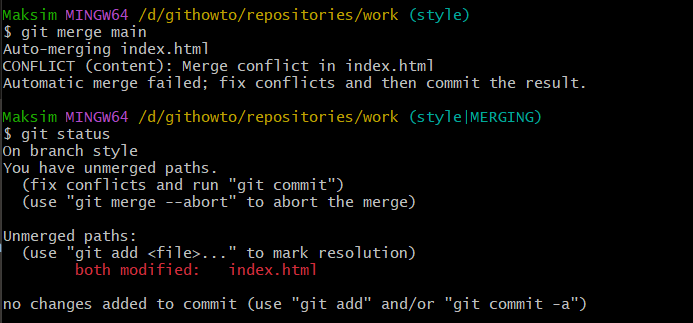 Maksim MINGW64 /d/githowto/repositories/work (style)
$ git merge main
Auto-merging index.html
CONFLICT (content): Merge conflict in index.html
Automatic merge failed; fix conflicts and then commit the result.
Maksim MINGW64 /d/githowto/repositories/work (style|MERGING)
$ git status
On branch style
You have unmerged paths.
(fix conflicts and run "git commit")
(use "git merge --abort" to abort the merge)
Unmerged paths:
(use "git add <file>..." to mark resolution)
both modified:   index.html
no changes added to commit (use "git add" and/or "git commit -a")